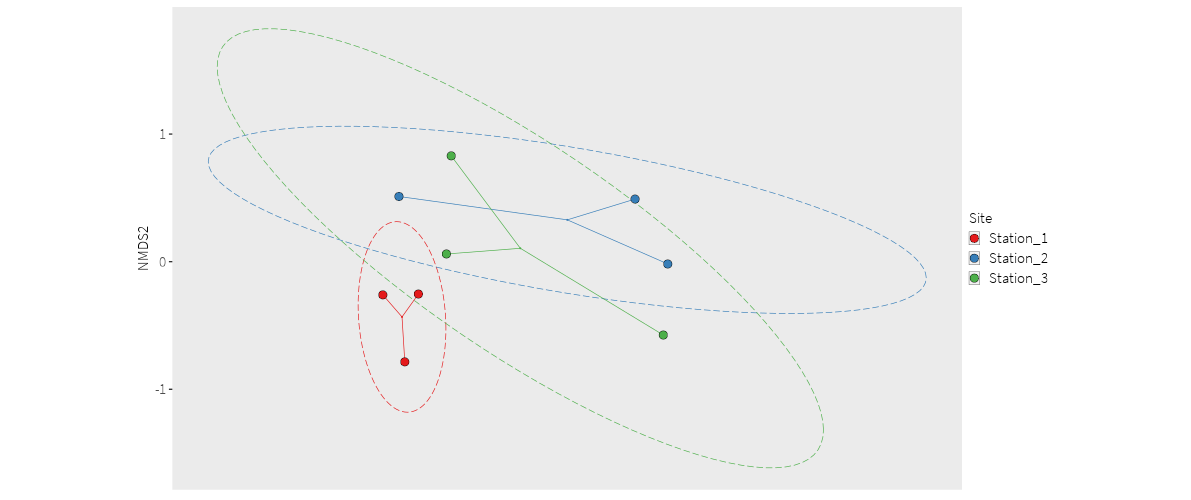 1
0
-1
NMDS2
Site
Station_1
Station_2
Station_3